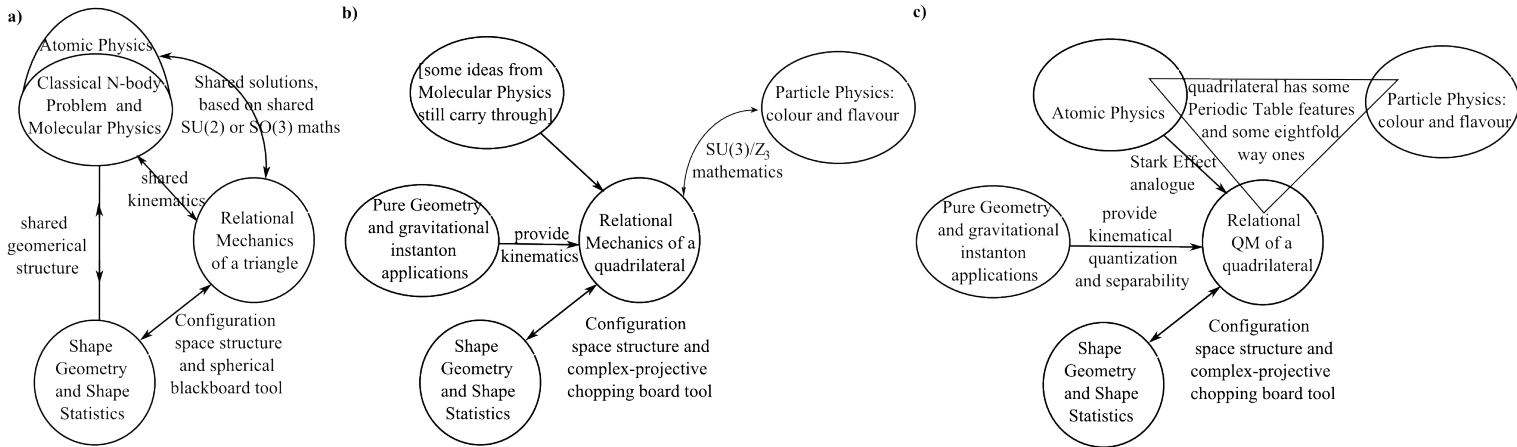 a)
Atomic Physics
Classical N-body
Problem and
Molecular Physics
Shared solutions,
based on shared
SU(2) or SO(3) maths
shared
kinematics
shared
geomerical
structure
Relational
Mechanics
of a triangle
Configuration
space structure
and spherical
blackboard tool
Shape
Geometry
and Shape
Statistics
b)
[some ideas from
Molecular Physics
still carry through]
Particle Physics:
colour and flavour
SU(3)/Z3
mathematics
Pure Geometry
and gravitational
instanton
applications
provide
kinematics
Relational
Mechanics of a
quadrilateral
Configuration
space structure and
complex-projective
chopping board tool
Shape
Geometry
and Shape
Statistics
c)
Atomic Physics
quadrilateral has some
Periodic Table features
and some eightfold
way ones
Particle Physics:
colour and flavour
Stark Effect
analogue
Pure Geometry
and gravitational
instanton
applications
provide
kinematical
quantization
and separability
Relational
QM of a
quadrilateral
Configuration
space structure and
complex-projective
chopping board tool
Shape
Geometry
and Shape
Statistics